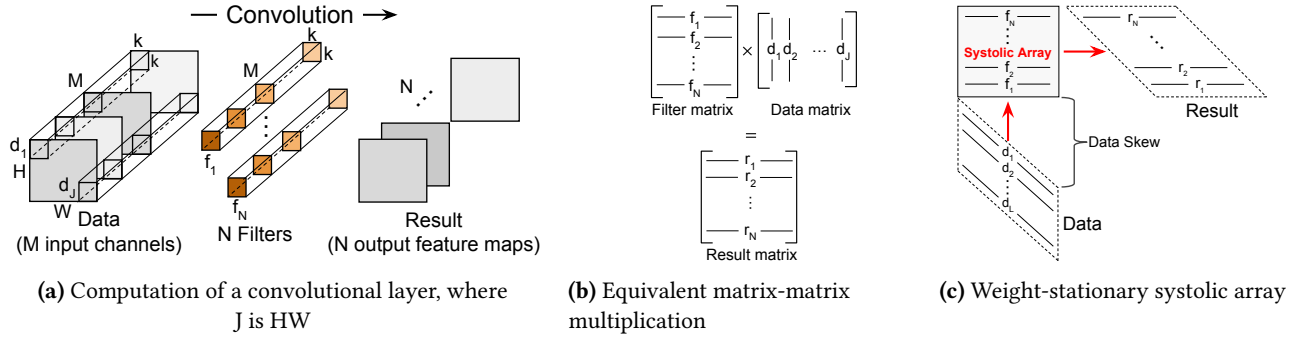 Convolution
k
k
M
d1
H
dJ
W
Data
(M input channels)
k
k
M
f1
fN
N Filters
N
Result
(N output feature maps)
(a) Computation of a convolutional layer, where
J is HW
f1
f2
fN
Filter matrix
×
d1 d2 ... dJ
Data matrix
=
r1
r2
rN
Result matrix
(b) Equivalent matrix-matrix
multiplication
fN
Systolic Array
f2
f1
rN
r2
r1
Result
Data Skew
d1
d2
dL
Data
(c) Weight-stationary systolic array